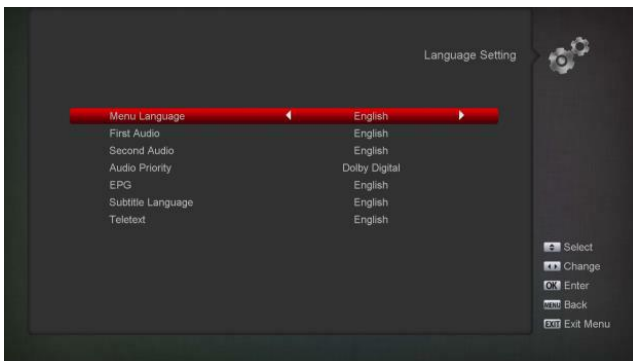 Language Setting
Menu Language English
First Audio English
Second Audio English
Audio Priority Dolby Digital
EPG English
Subtitle Language English
Teletext English
Select
Change
OK Enter
MENU Back
EXIT Exit Menu